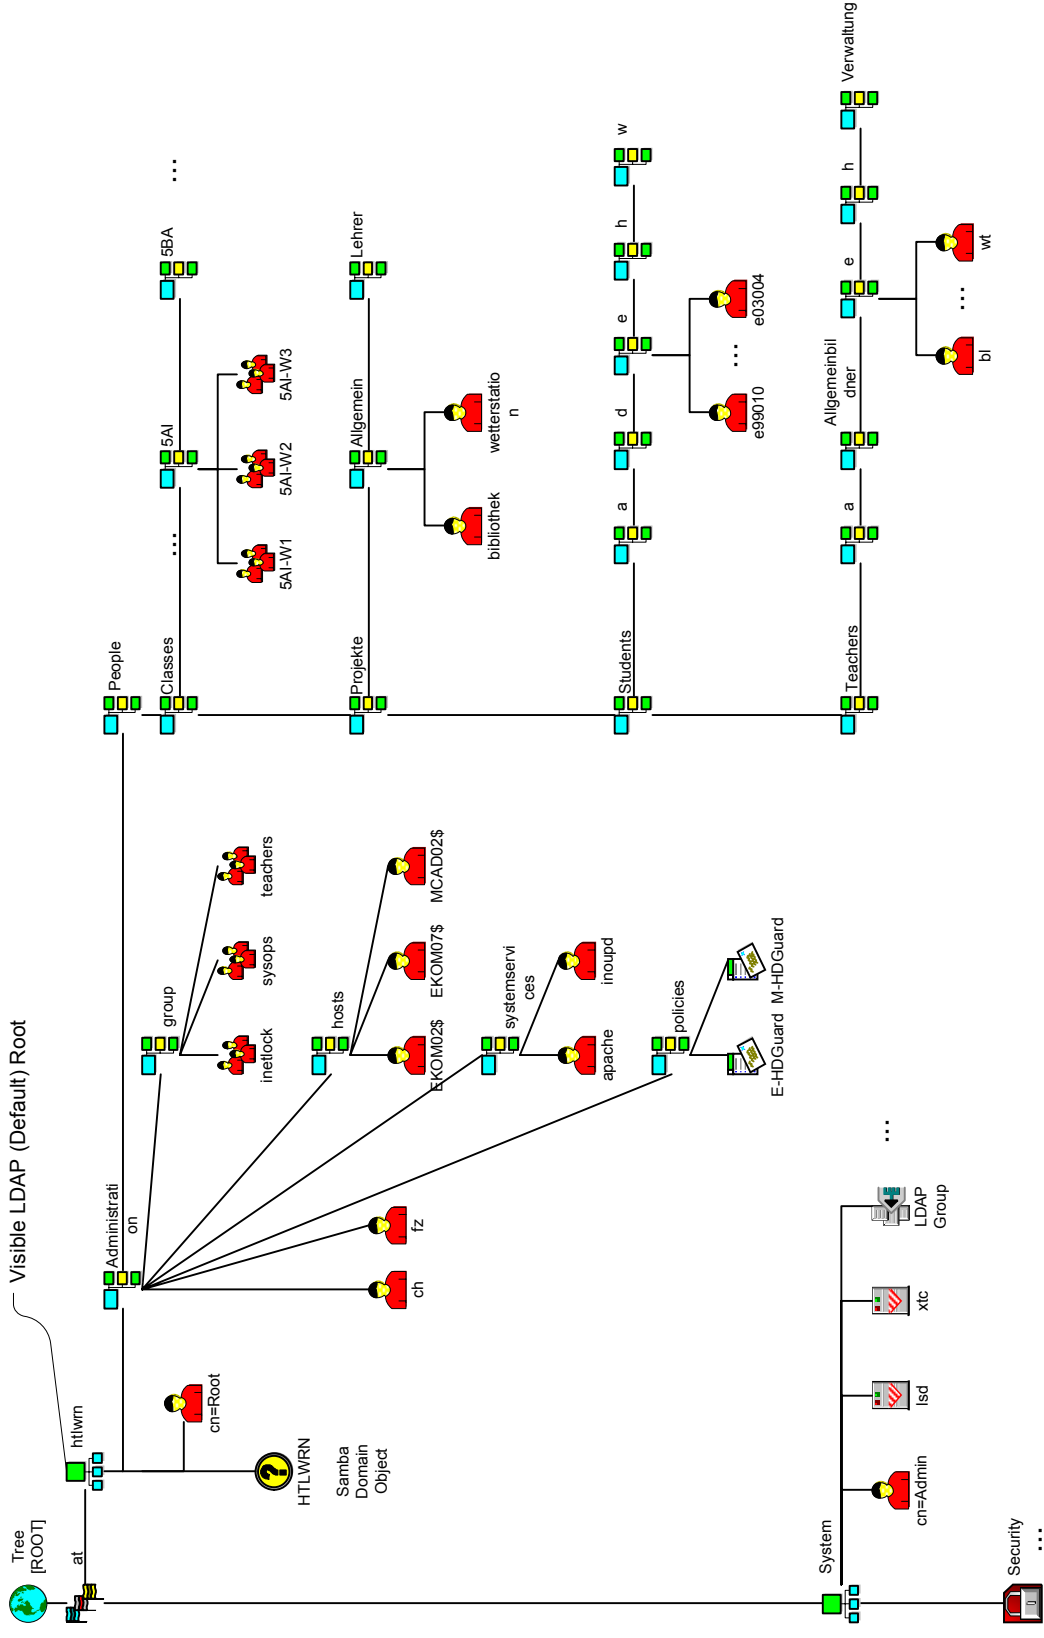 Visible LDAP (Default) Root
Tree
[ROOT]
at
htlwrn
cn=Root
HTLWRN
Samba
Domain
Object
Administrati
on
ch
fz
group
inetlock
sysops
teachers
hosts
EKOM02$
EKOM07$
MCAD02$
systemservi
ces
apache
inoupd
policies
E-HDGuard
M-HDGuard
People
Classes
...
5AI
5BA
...
5AI-W1
5AI-W2
5AI-W3
Projekte
Allgemein
Lehrer
bibliothek
wetterstatio
n
Students
a
d
e
h
w
e99010
...
e03004
Teachers
a
Allgemeinbil
dner
e
h
Verwaltung
bl
...
wt
System
cn=Admin
lsd
xtc
LDAP
Group
...
Security
...